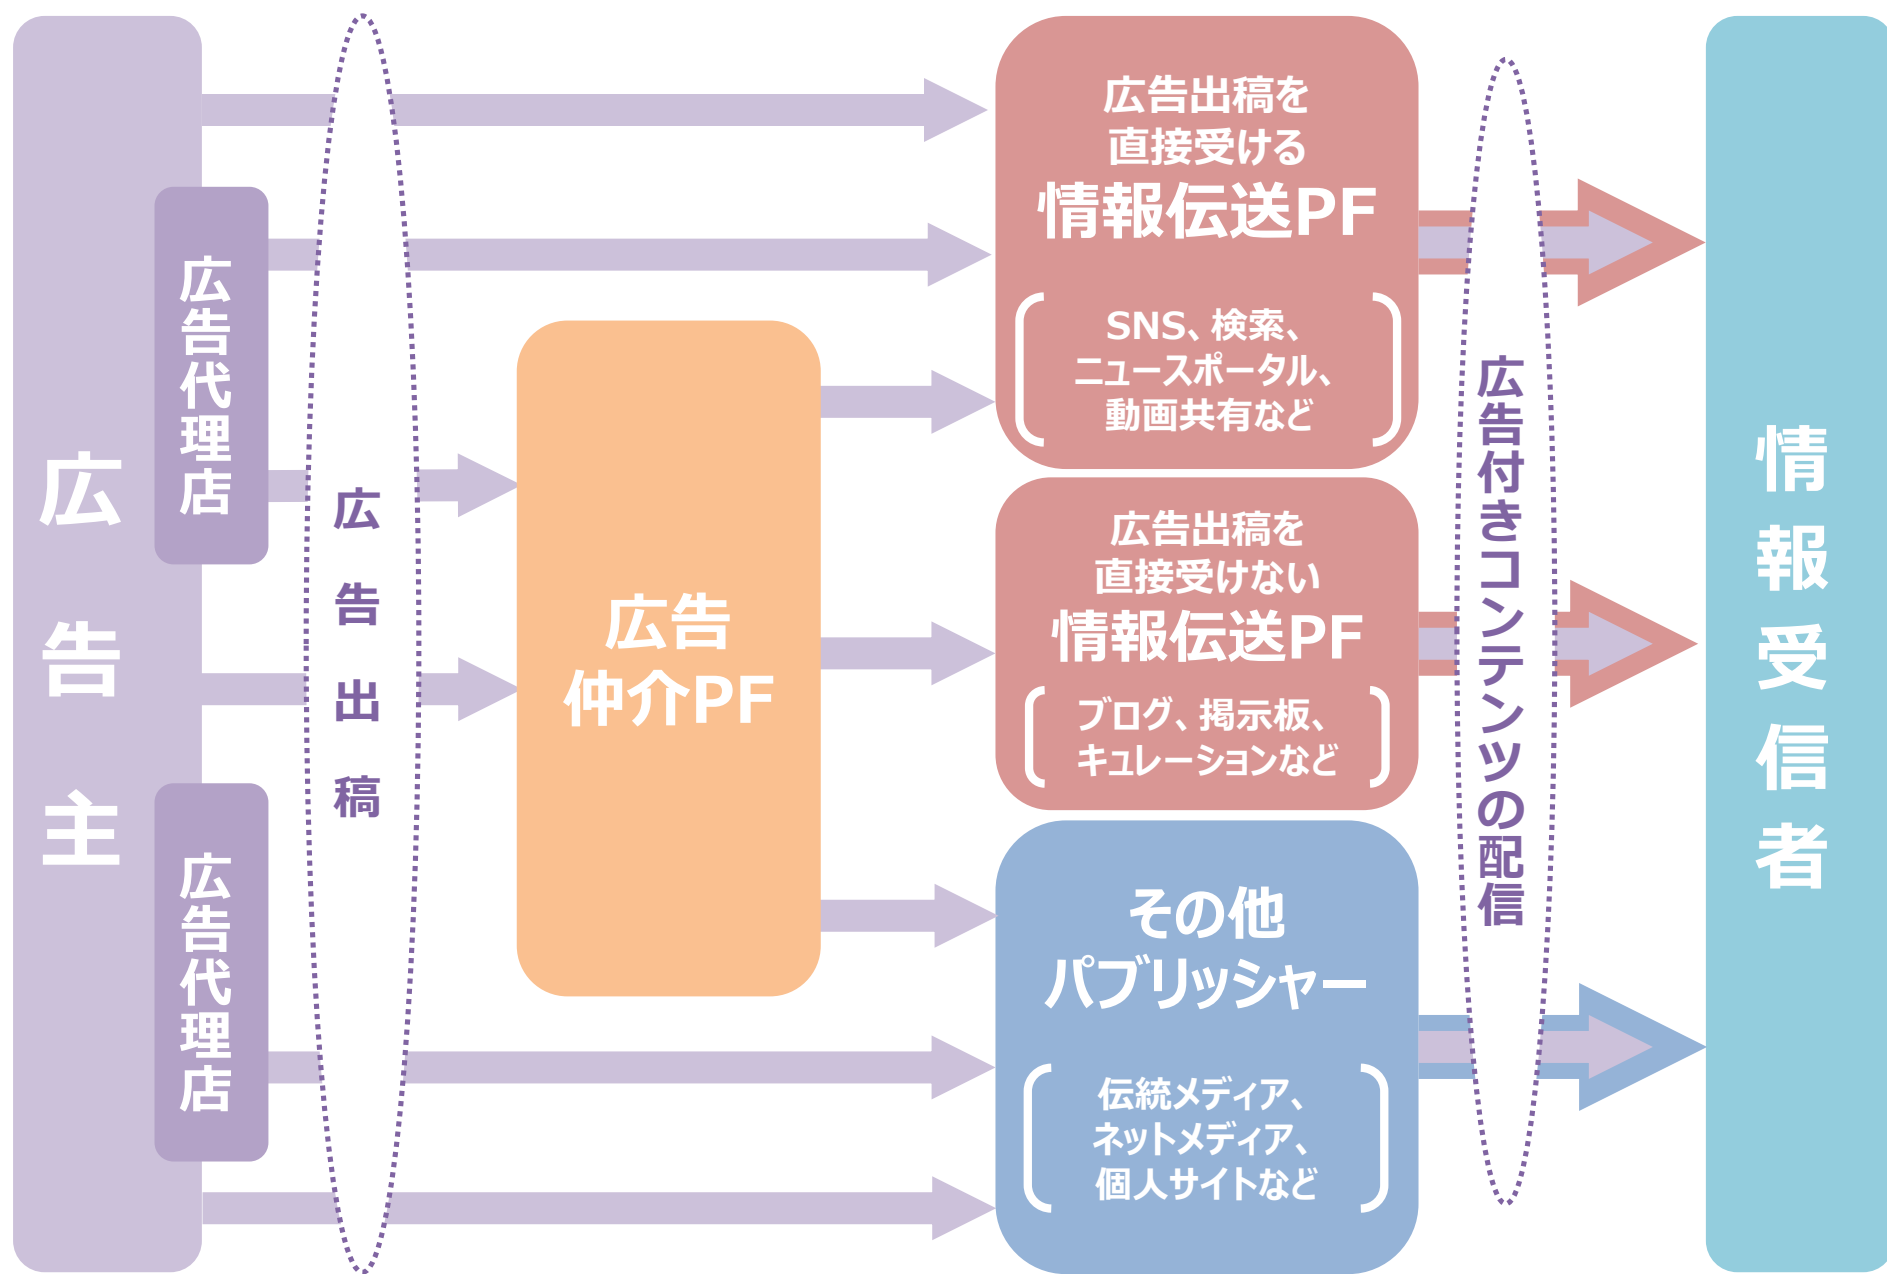 広告主
広告代理店
広告代理店
広告出稿
広告
仲介PF
広告出稿を
直接受ける
情報伝送PF
SNS、検索、
ニュースポータル、
動画共有など
広告出稿を
直接受けない
情報伝送PF
ブログ、掲示板、
キュレーションなど
その他
パブリッシャー
伝統メディア、
ネットメディア、
個人サイトなど
広告付きコンテンツの配信
情報受信者